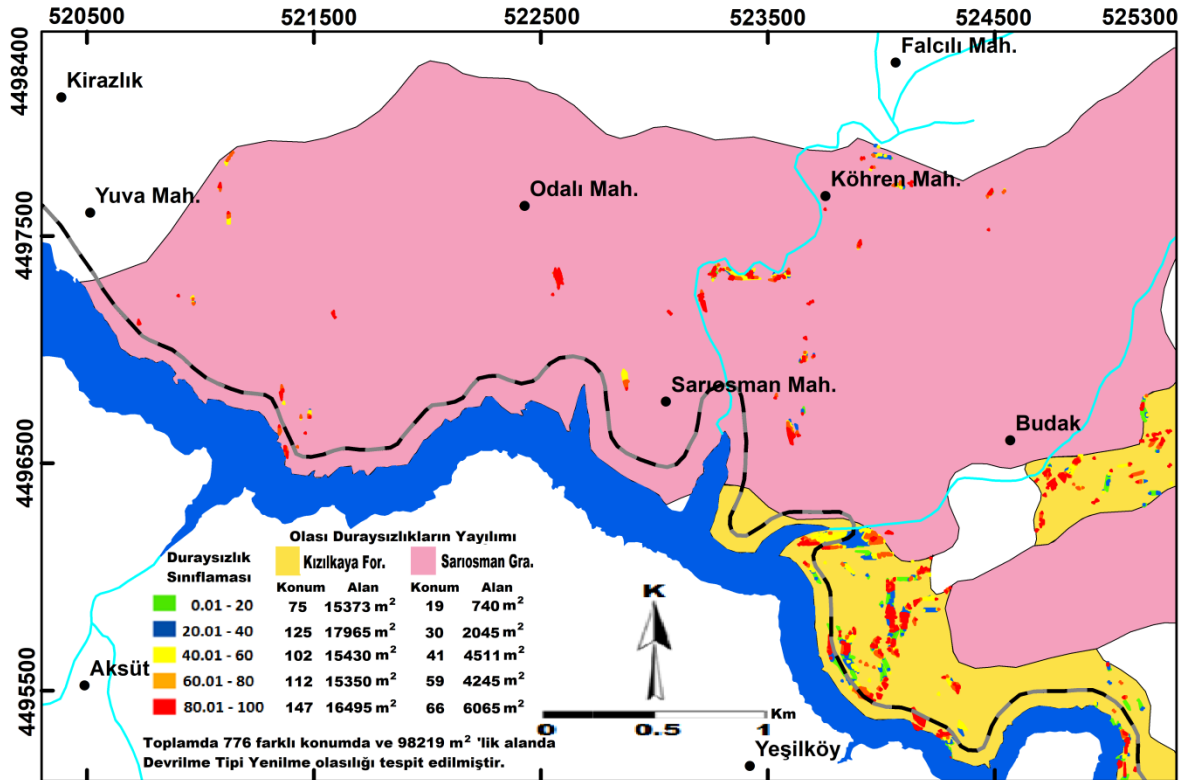 520500 521500 522500 523500 524500 525300
4498400
Falcılı Mah.
Kirazlık
Köhren Mah.
Yuva Mah.
Odalı Mah.
4497500
Sarıosman Mah.
Budak
4496500
Olası Duraysızlıkların Yayılımı
Duraysızlık Sınıflaması
Kızılkaya For. Sarıosman Gra.
Konum Alan Konum Alan
0.01 - 20 75 15373 m² 19 740 m²
20.01 - 40 125 17965 m² 30 2045 m²
40.01 - 60 102 15430 m² 41 4511 m²
60.01 - 80 112 15350 m² 59 4245 m²
80.01 - 100 147 16495 m² 66 6065 m²
Toplamda 776 farklı konumda ve 98219 m² 'lik alanda
Devrilme Tipi Yenilme olasılığı tespit edilmiştir.
K
0 0.5 1 Km
Aksüt
4495500
Yeşilköy